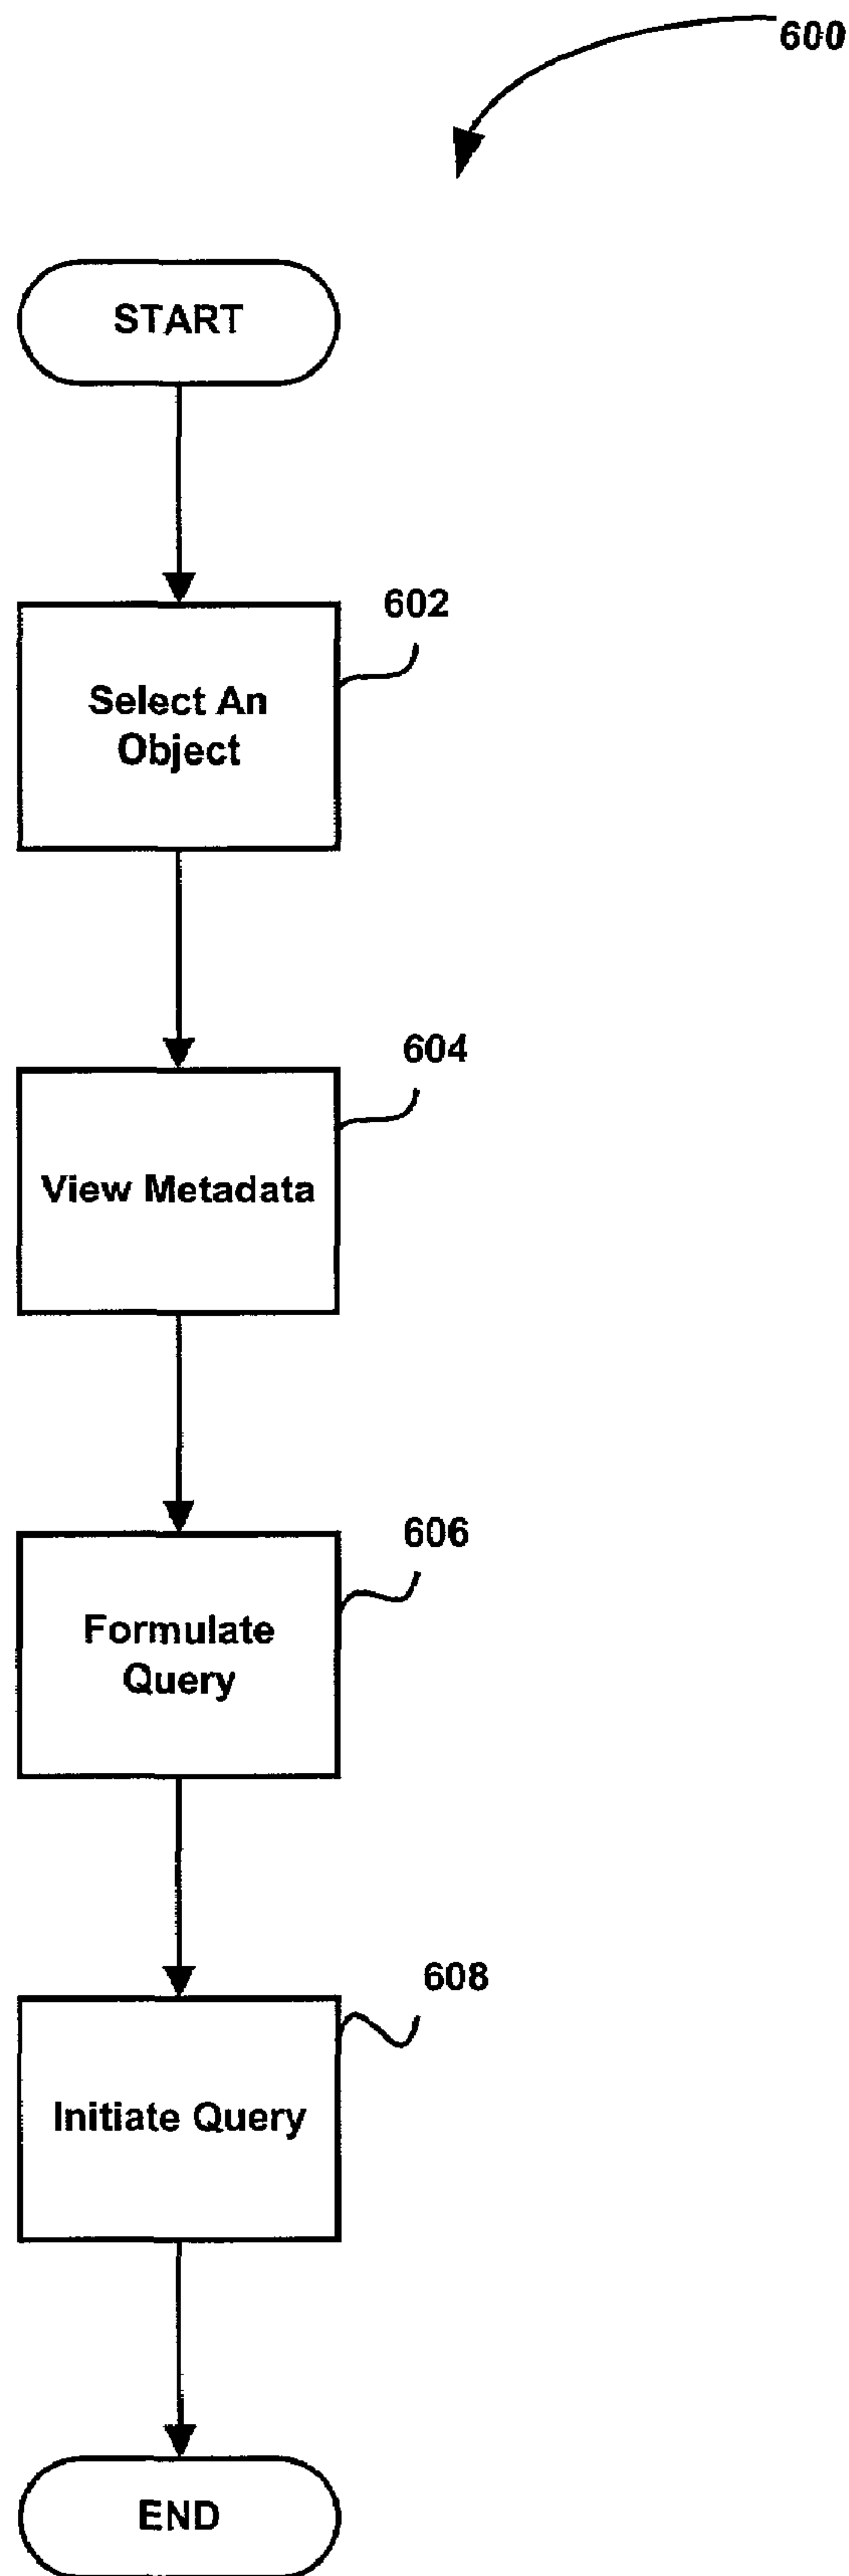 600
START
602
Select An
Object
604
View Metadata
606
Formulate
Query
608
Initiate Query
END